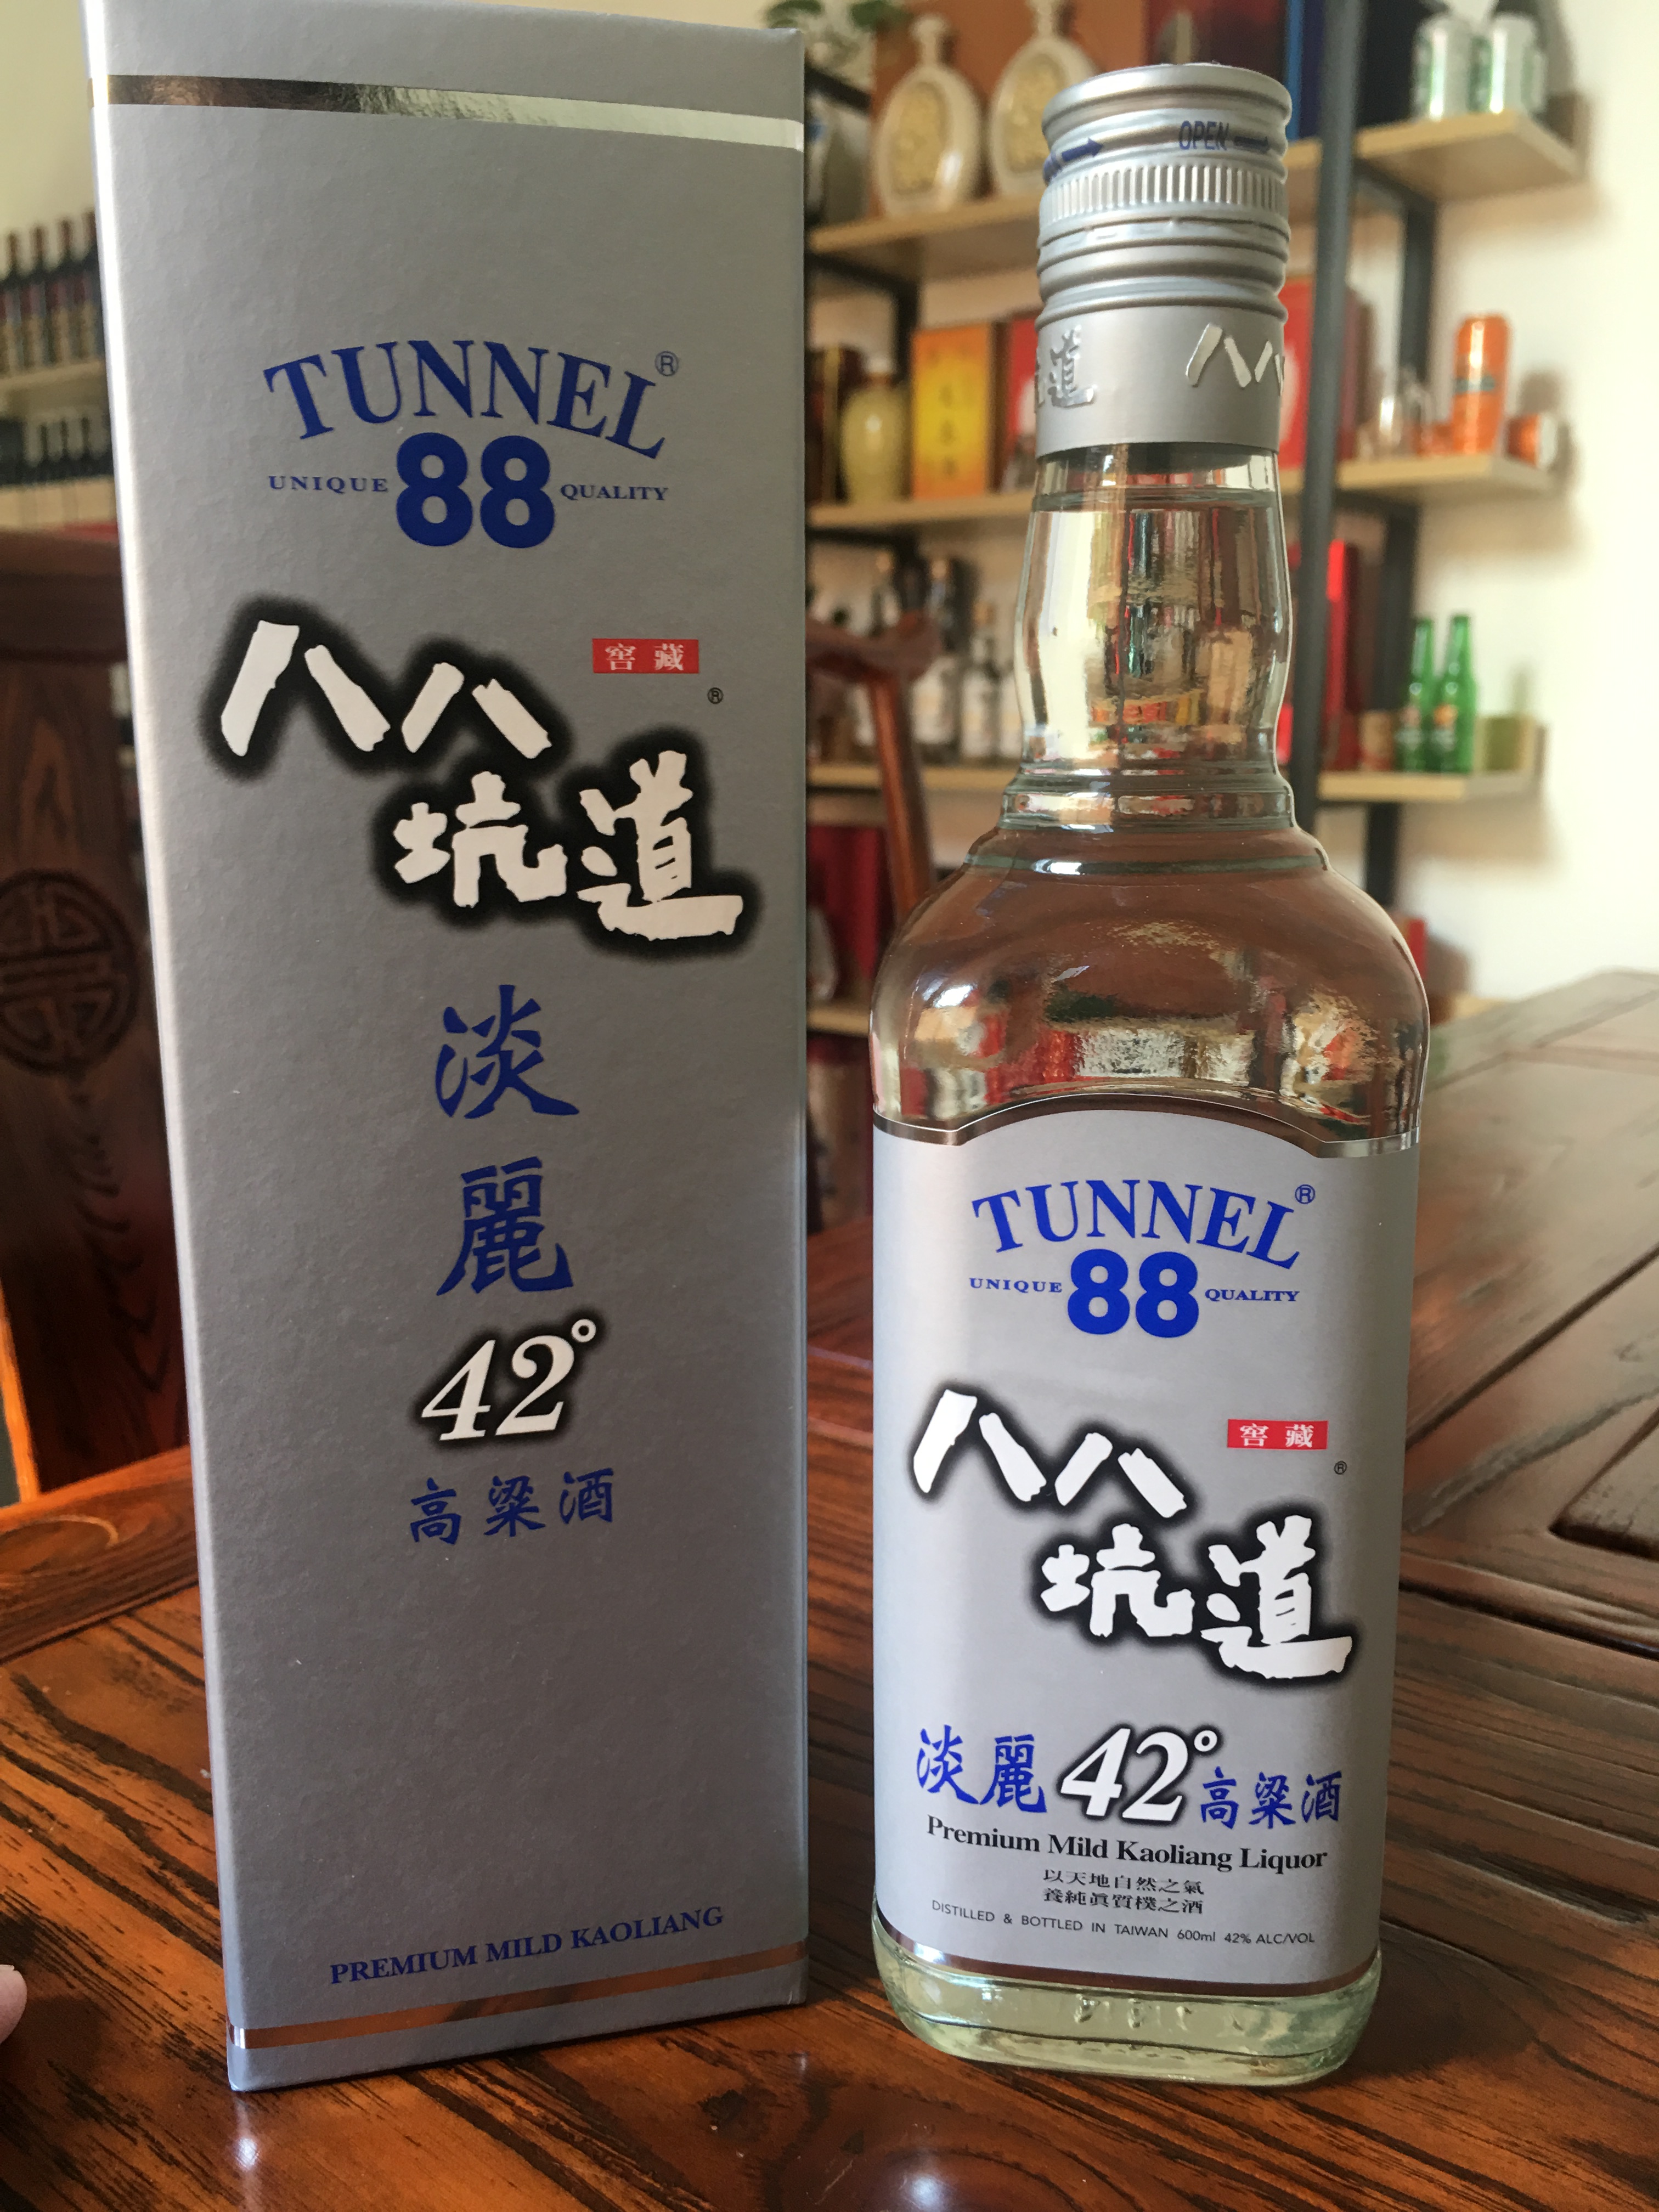 TUNNEL®
UNIQUE 88 QUALITY
窖藏
八八
®
坑道
淡
麗
42°
高粱酒
PREMIUM MILD KAOLIANG
OPEN
道
八八
TUNNEL®
UNIQUE 88 QUALITY
窖藏
八八
®
坑道
淡麗42°高粱酒
Premium Mild Kaoliang Liquor
以天地自然之氣
養純眞質樸之酒
DISTILLED & BOTTLED IN TAIWAN 600ml 42% ALC/VOL